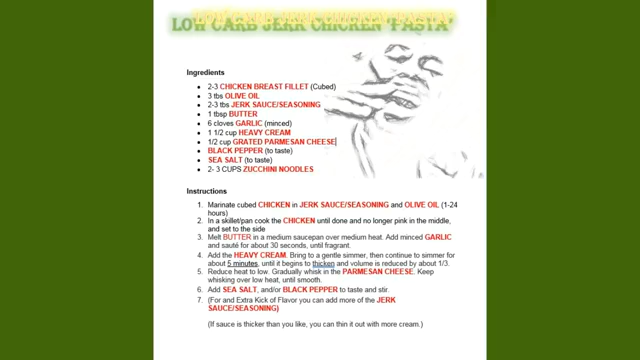 LOW CARB JERK CHICKEN "PASTA"
Ingredients
• 2-3 CHICKEN BREAST FILLET (Cubed)
• 3 tbs OLIVE OIL
• 2-3 tbs JERK SAUCE/SEASONING
• 1 tbsp BUTTER
• 6 cloves GARLIC (minced)
• 1 1/2 cup HEAVY CREAM
• 1/2 cup GRATED PARMESAN CHEESE
• BLACK PEPPER (to taste)
• SEA SALT (to taste)
• 2- 3 CUPS ZUCCHINI NOODLES
Instructions
1. Marinate cubed CHICKEN in JERK SAUCE/SEASONING and OLIVE OIL (1-24
hours)
2. In a skillet/pan cook the CHICKEN until done and no longer pink in the middle,
and set to the side
3. Melt BUTTER in a medium saucepan over medium heat. Add minced GARLIC
and sauté for about 30 seconds, until fragrant.
4. Add the HEAVY CREAM. Bring to a gentle simmer, then continue to simmer for
about 5 minutes, until it begins to thicken and volume is reduced by about 1/3.
5. Reduce heat to low. Gradually whisk in the PARMESAN CHEESE. Keep
whisking over low heat, until smooth.
6. Add SEA SALT, and/or BLACK PEPPER to taste and stir.
7. (For and Extra Kick of Flavor you can add more of the JERK
SAUCE/SEASONING)
(If sauce is thicker than you like, you can thin it out with more cream.)